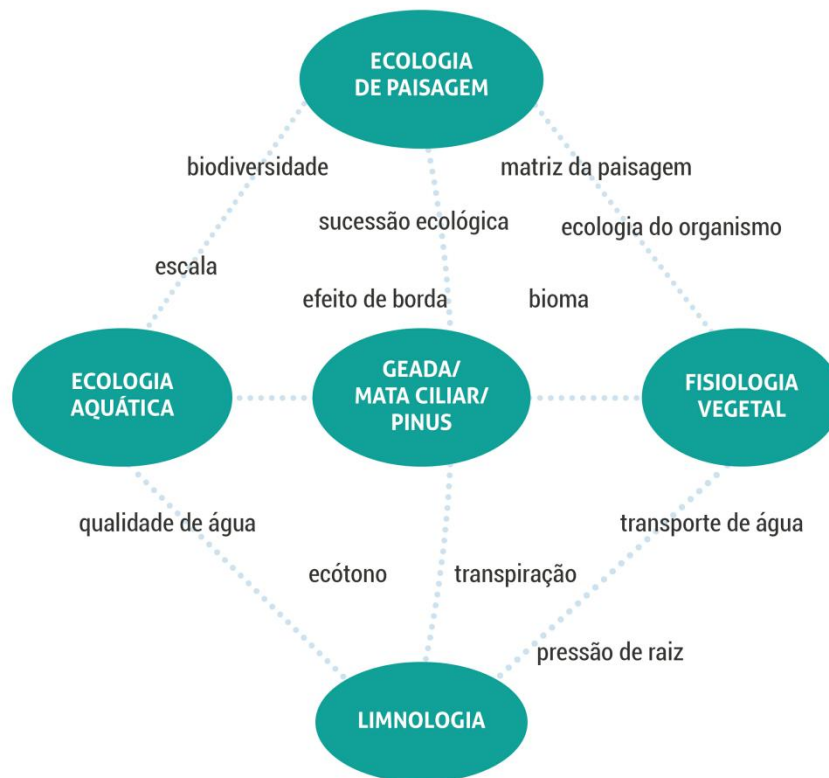 ECOLOGIA
DE PAISAGEM
biodiversidade
matriz da paisagem
sucessão ecológica
ecologia do organismo
escala
efeito de borda
bioma
ECOLOGIA
AQUÁTICA
GEADA/
MATA CILIAR/
PINUS
FISIOLOGIA
VEGETAL
qualidade de água
transporte de água
ecótono
transpiração
pressão de raiz
LIMNOLOGIA